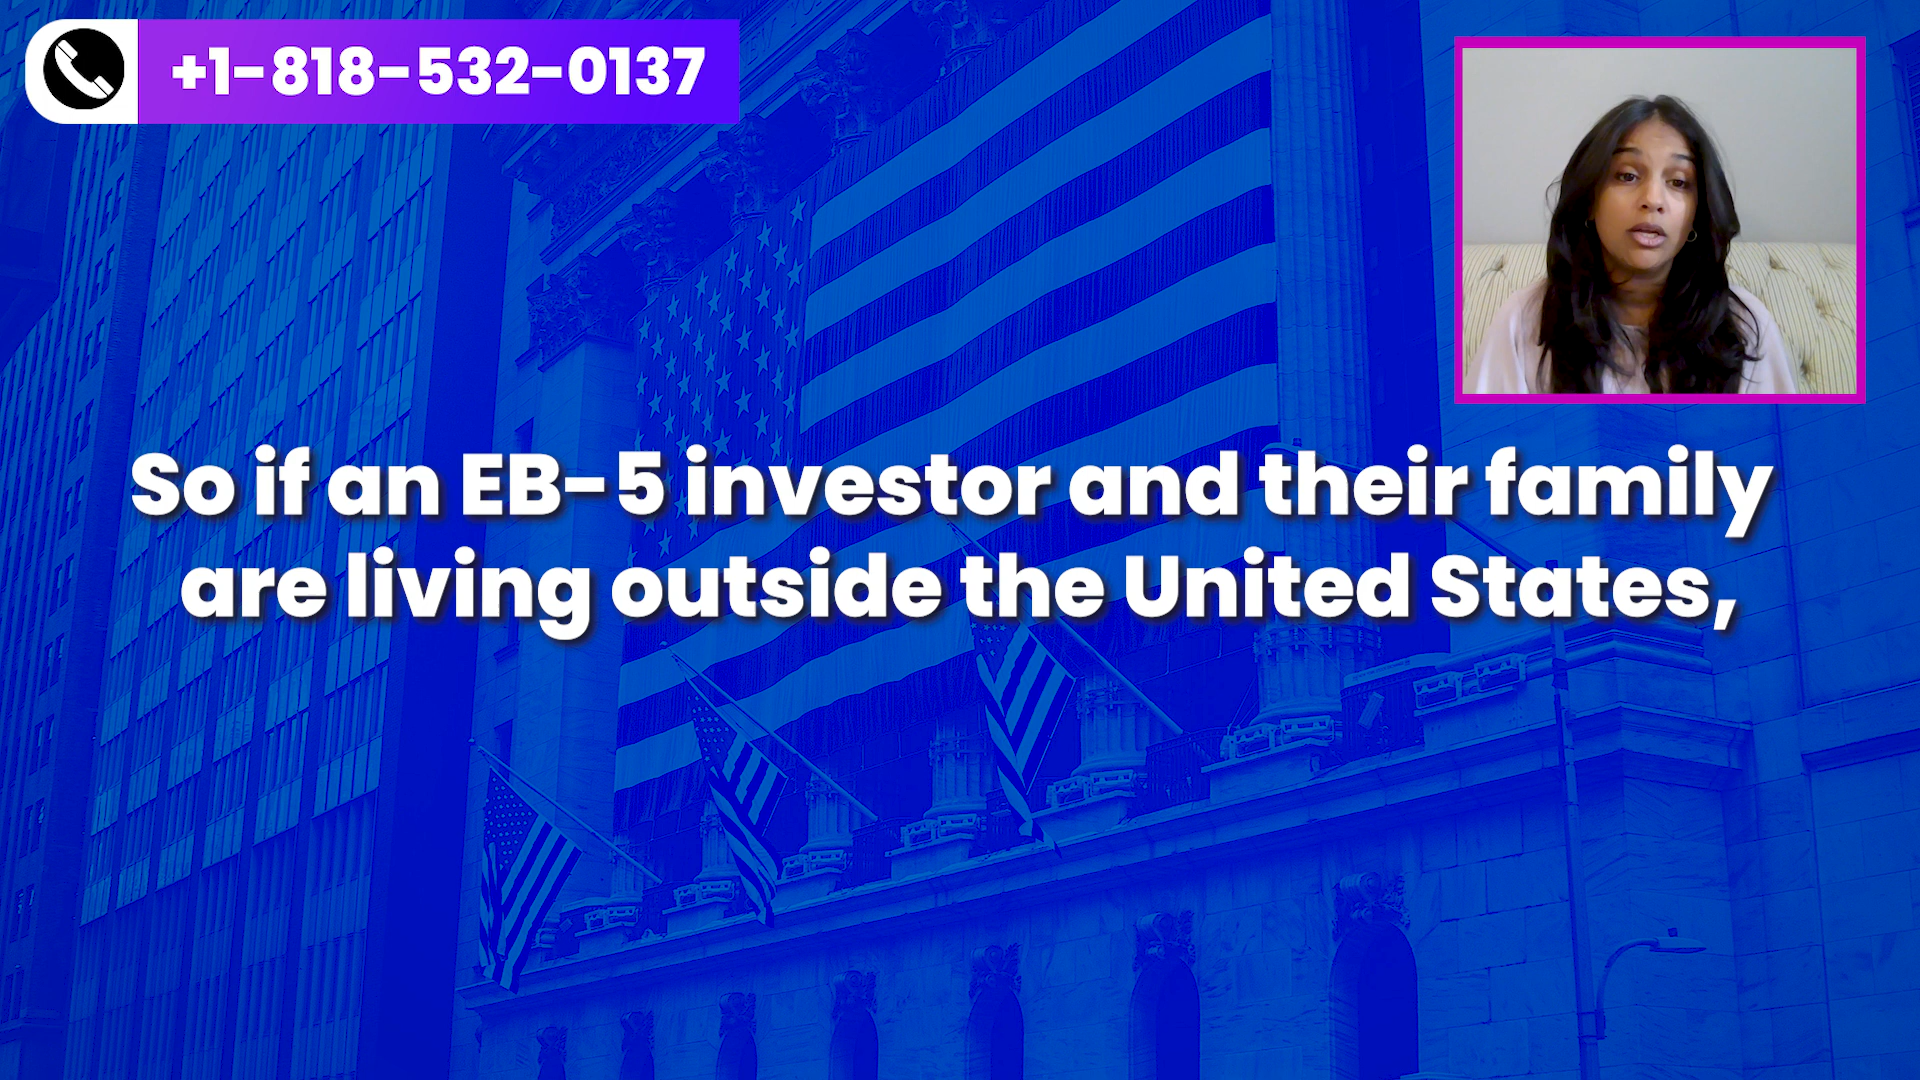 +1-818-532-0137
So if an EB-5 investor and their family
are living outside the United States,